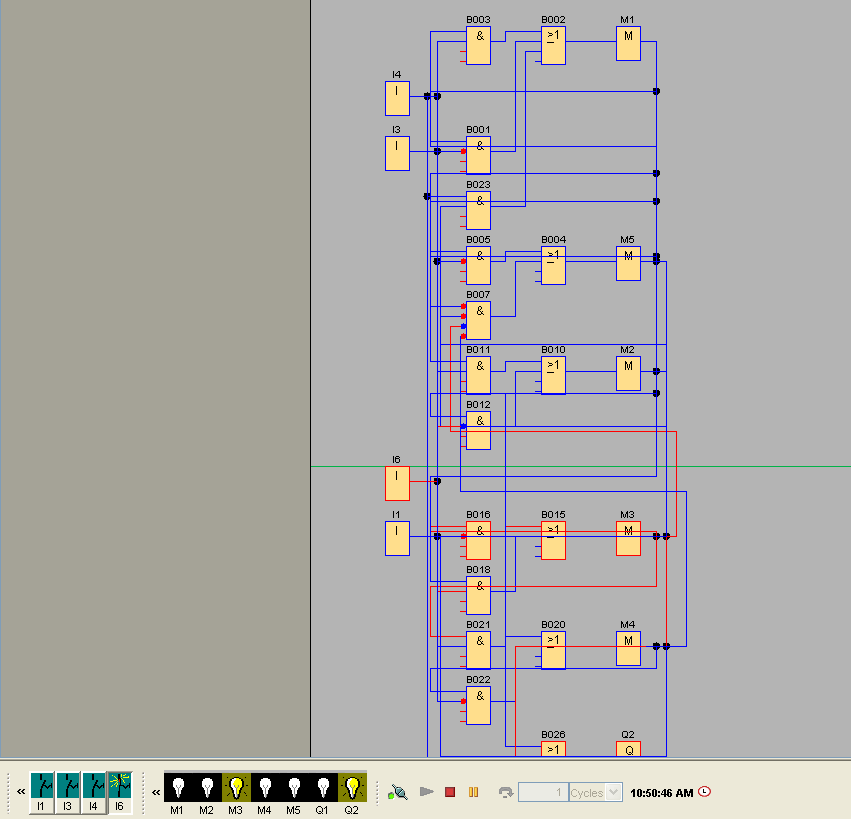 B003 B002 M1
& >1 M
I4
I
I3 B001
I &
B023
&
B005 B004 M5
& >1 M
B007
&
B011 B010 M2
& >1 M
B012
&
I6
I
I1 B016 B015 M3
I & >1 M
B018
&
B021 B020 M4
& >1 M
B022
&
B026 Q2
>1 Q
« I1 I3 I4 I6 « M1 M2 M3 M4 M5 Q1 Q2 1 Cycles 10:50:46 AM